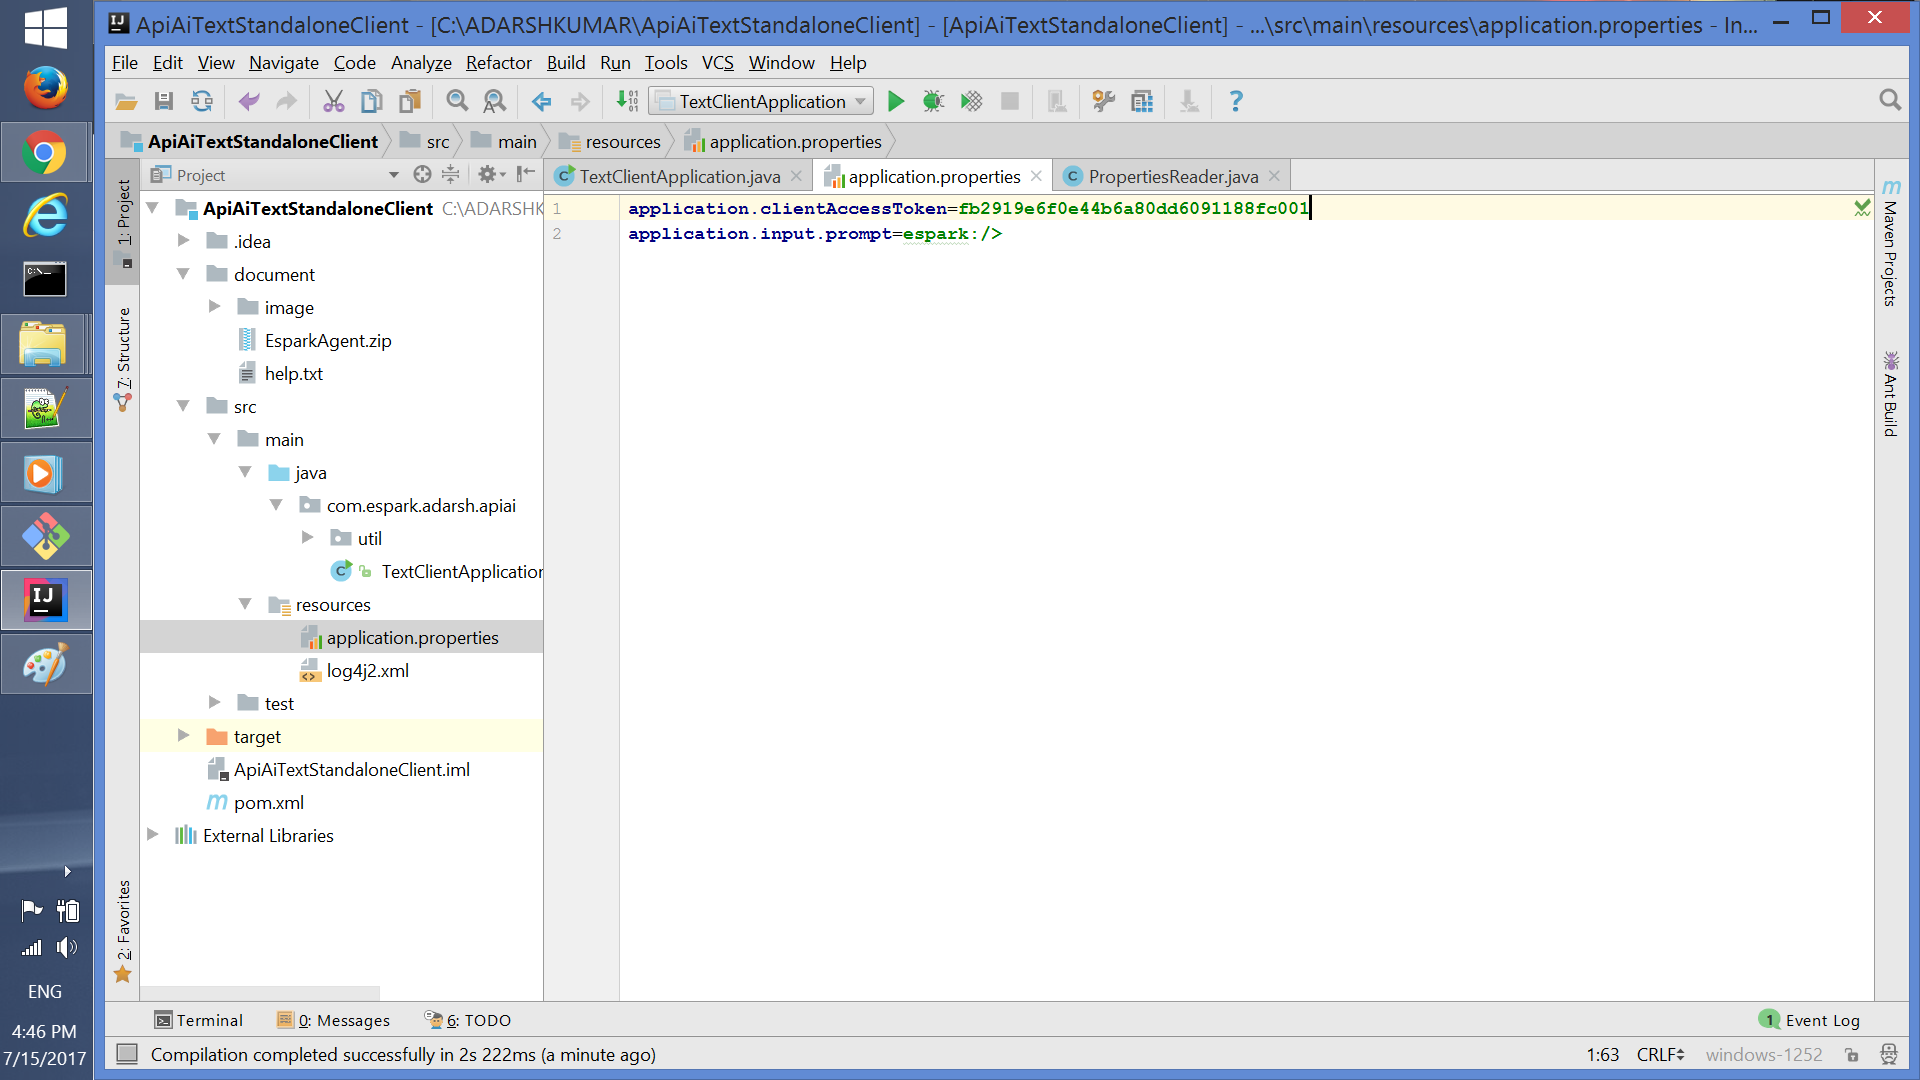 ApiAiTextStandaloneClient - [C:\ADARSHKUMAR\ApiAiTextStandaloneClient] - [ApiAiTextStandaloneClient] - ...\src\main\resources\application.properties - In...
File Edit View Navigate Code Analyze Refactor Build Run Tools VCS Window Help
TextClientApplication
ApiAiTextStandaloneClient src main resources application.properties
Project
TextClientApplication.java application.properties PropertiesReader.java
1: Project
7: Structure
2: Favorites
ApiAiTextStandaloneClient C:\ADARSHK
.idea
document
image
EsparkAgent.zip
help.txt
src
main
java
com.espark.adarsh.apiai
util
TextClientApplication
resources
application.properties
log4j2.xml
test
target
ApiAiTextStandaloneClient.iml
pom.xml
External Libraries
1 application.clientAccessToken=fb2919e6f0e44b6a80dd6091188fc001
2 application.input.prompt=espark:/>
Maven Projects
Ant Build
Terminal 0: Messages 6: TODO
1 Event Log
Compilation completed successfully in 2s 222ms (a minute ago)
1:63 CRLF windows-1252
ENG
4:46 PM
7/15/2017